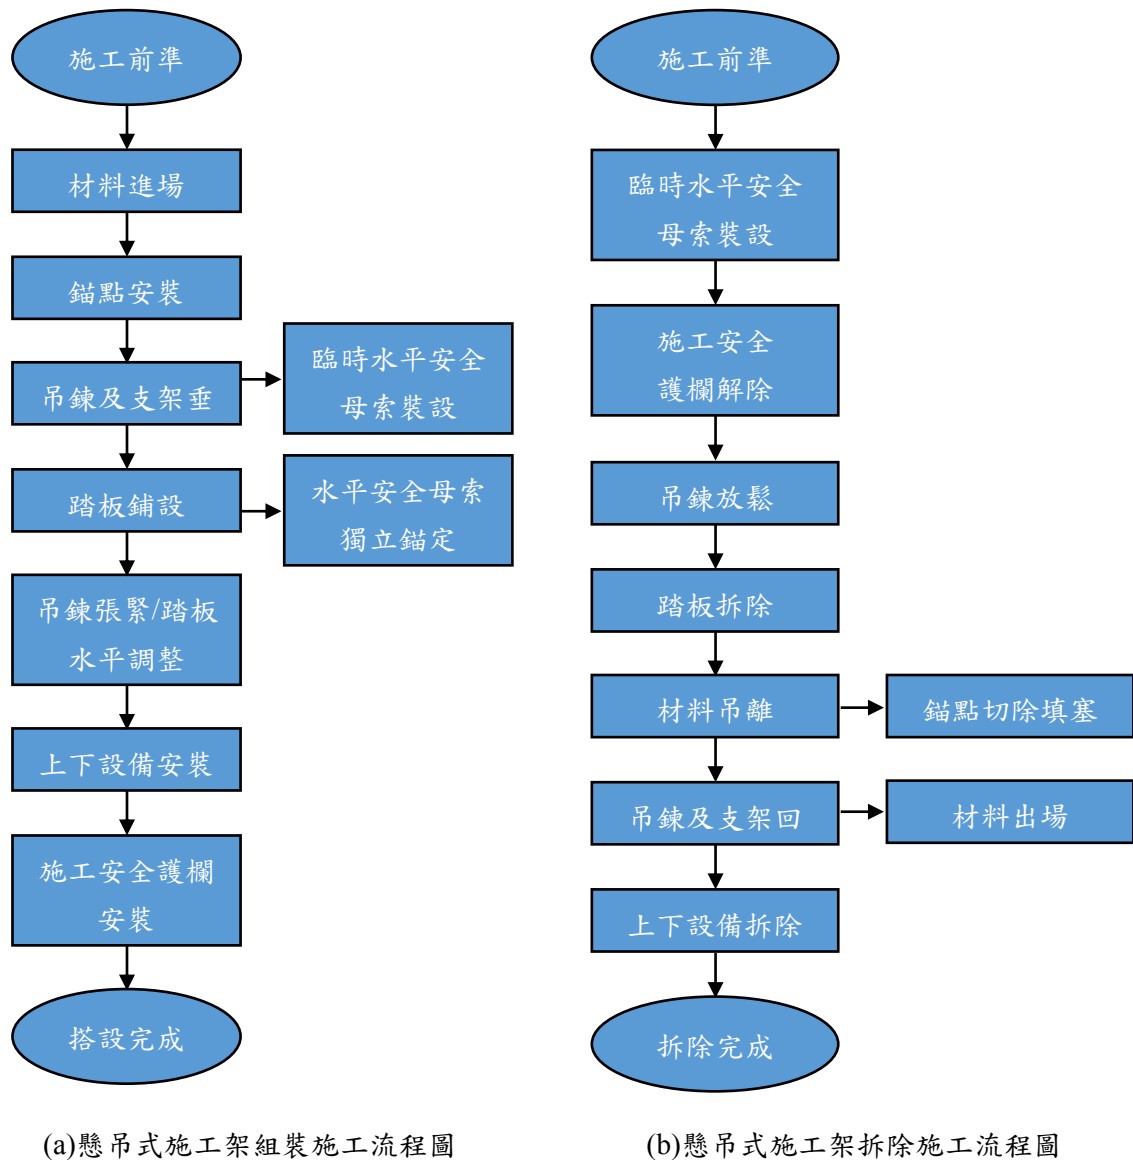 施工前準
材料進場
錨點安裝
吊鍊及支架垂
臨時水平安全
母索裝設
踏板鋪設
水平安全母索
獨立錨定
吊鍊張緊/踏板
水平調整
上下設備安裝
施工安全護欄
安裝
搭設完成
(a)懸吊式施工架組裝施工流程圖
施工前準
臨時水平安全
母索裝設
施工安全
護欄解除
吊鍊放鬆
踏板拆除
材料吊離
錨點切除填塞
吊鍊及支架回
材料出場
上下設備拆除
拆除完成
(b)懸吊式施工架拆除施工流程圖